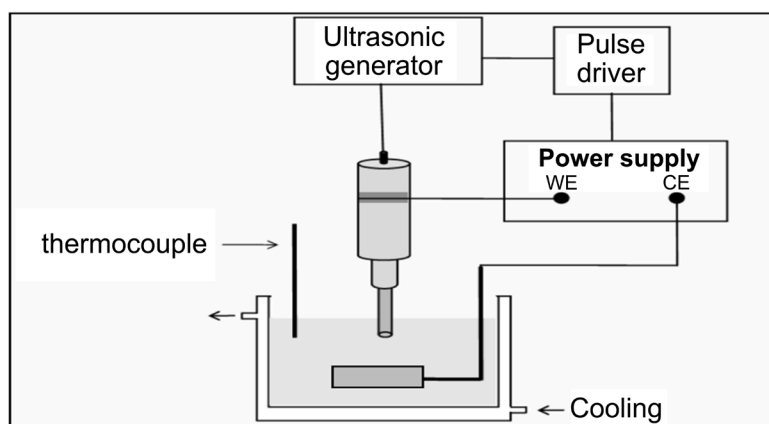 Ultrasonic
generator
Pulse
driver
Power supply
WE
CE
thermocouple
Cooling